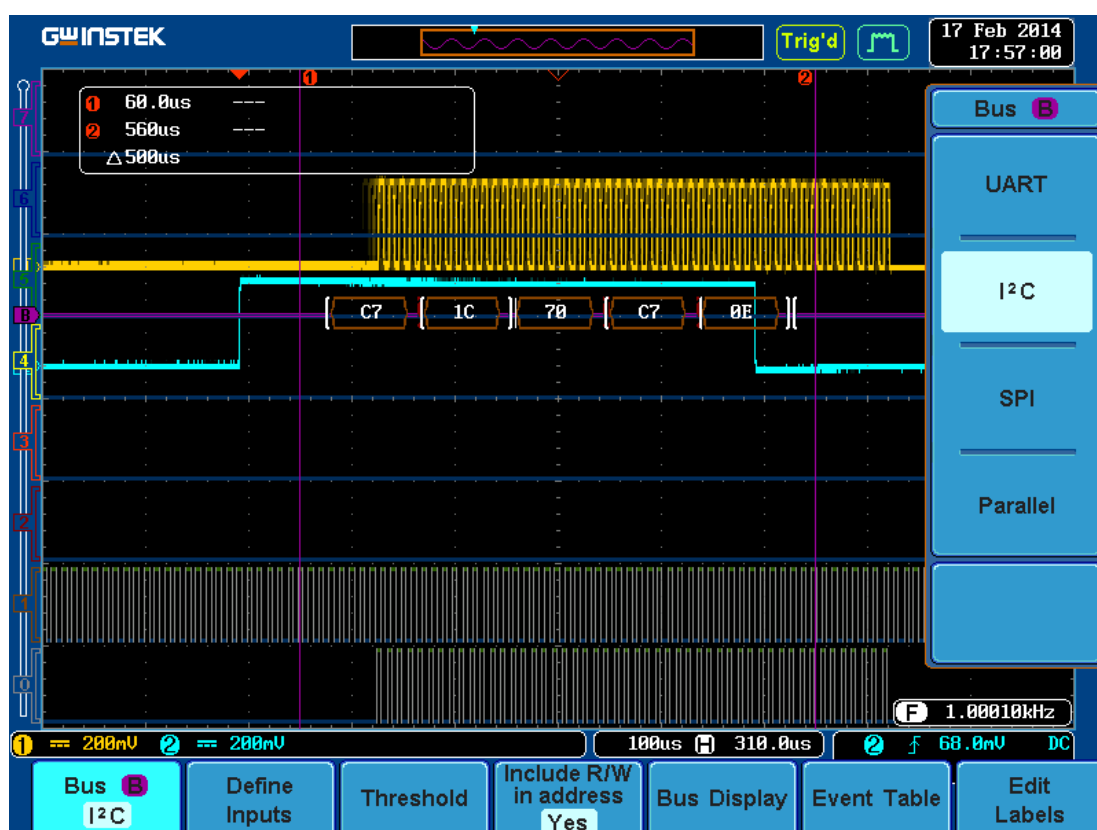 GWINSTEK
Trig'd
17 Feb 2014
17:57:00
1
2
1 60.0us ---
2 560us ---
△500us
7
6
5
B
4
3
2
1
0
C7
1C
70
C7
0E
Bus B
UART
I²C
SPI
Parallel
F 1.00010kHz
1 200mV 2 200mV
100us H 310.0us
2 68.0mV DC
Bus B
I²C
Define
Inputs
Threshold
Include R/W
in address
Yes
Bus Display
Event Table
Edit
Labels